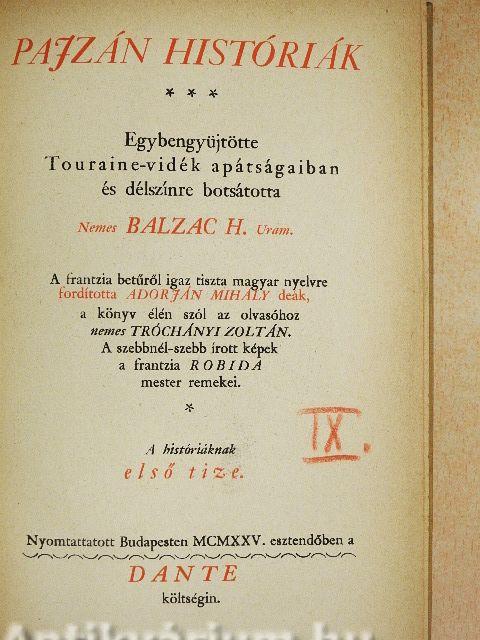 PAJZÁN HISTÓRIÁK
* * *
Egybengyüjtötte
Touraine-vidék apátságaiban
és délszínre botsátotta
Nemes BALZAC H. Uram.
A frantzia betűről igaz tiszta magyar nyelvre
fordította ADORJÁN MIHÁLY deák,
a könyv élén szól az olvasóhoz
nemes TRÓCHÁNYI ZOLTÁN.
A szebbnél-szebb írott képek
a frantzia ROBIDA
mester remekei.
*
IX.
A históriáknak
első tize.
Nyomtattatott Budapesten MCMXXV. esztendőben a
DANTE
költségin.
Antikvárium.hu